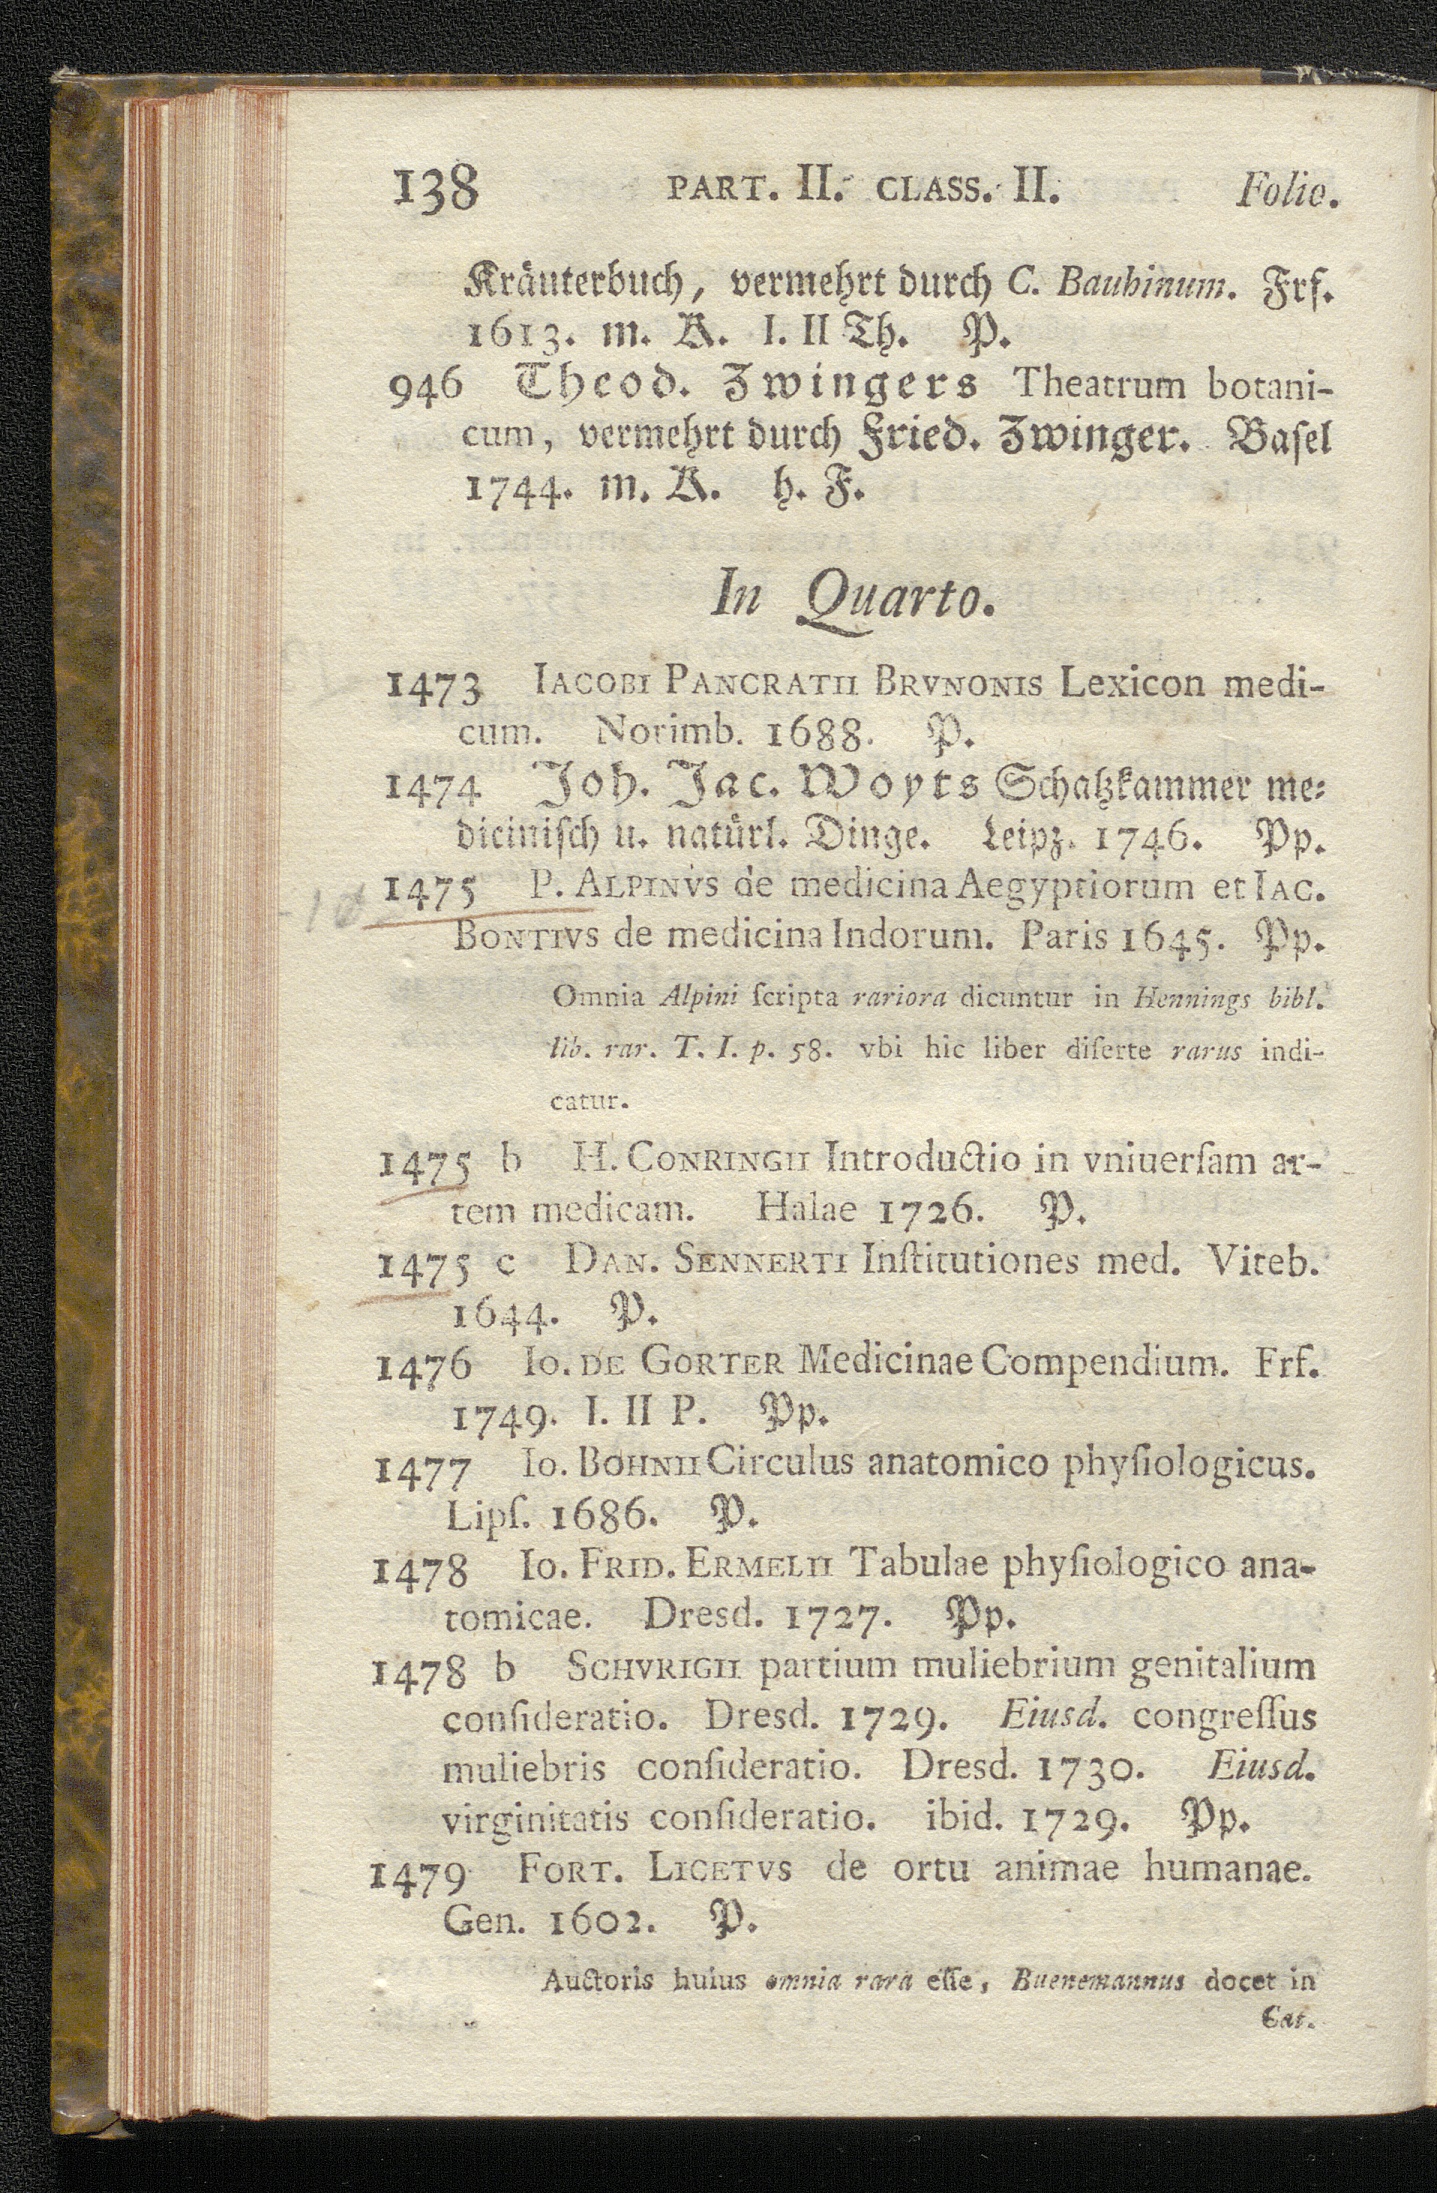 138 PART. II. CLASS. II. Folio.
Kräuterbuch, vermehrt durch C. Bauhinum. Frf.
1613. m. K. I. II Th. P.
946 Theod. Zwingers Theatrum botani-
cum, vermehrt durch Fried. Zwinger. Baſel
1744. m. K. h. F.
In Quarto.
1473 IACOBI PANCRATII BRVNONIS Lexicon medi-
cum. Norimb. 1688. P.
1474 Joh. Jac. Woyts Schatzkammer me-
diciniſch u. natürl. Dinge. Leipz. 1746. Pp.
1475 P. ALPINVS de medicina Aegyptiorum et IAC.
BONTIVS de medicina Indorum. Paris 1645. Pp.
Omnia Alpini ſcripta rariora dicuntur in Hennings bibl.
lib. rar. T. I. p. 58. vbi hic liber diſerte rarus indi-
catur.
1475 b H. CONRINGII Introductio in vniuerſam ar-
tem medicam. Halae 1726. P.
1475 c DAN. SENNERTI Inſtitutiones med. Viteb.
1644. P.
1476 IO. DE GORTER Medicinae Compendium. Frf.
1749. I. II P. Pp.
1477 IO. BOHNII Circulus anatomico phyſiologicus.
Lipſ. 1686. P.
1478 IO. FRID. ERMELII Tabulae phyſiologico ana-
tomicae. Dresd. 1727. Pp.
1478 b SCHVRIGII partium muliebrium genitalium
conſideratio. Dresd. 1729. Eiusd. congreſſus
muliebris conſideratio. Dresd. 1730. Eiusd.
virginitatis conſideratio. ibid. 1729. Pp.
1479 FORT. LICETVS de ortu animae humanae.
Gen. 1602. P.
Auctoris huius omnia rara eſſe, Buenemannus docet in
Cat.